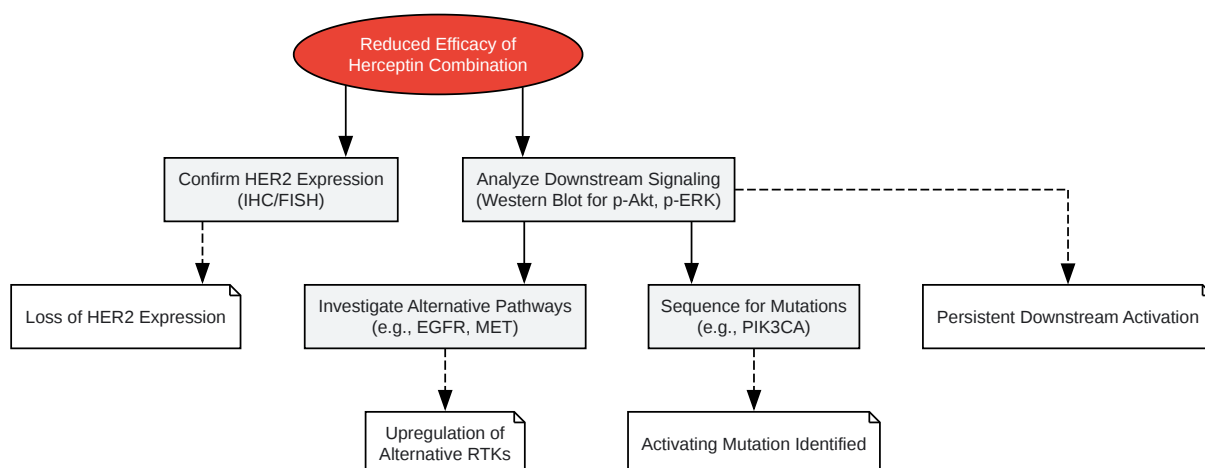 Reduced Efficacy of
Herceptin Combination
Confirm HER2 Expression
(IHC/FISH)
Analyze Downstream Signaling
(Western Blot for p-Akt, p-ERK)
Loss of HER2 Expression
Investigate Alternative Pathways
(e.g., EGFR, MET)
Sequence for Mutations
(e.g., PIK3CA)
Persistent Downstream Activation
Upregulation of
Alternative RTKs
Activating Mutation Identified